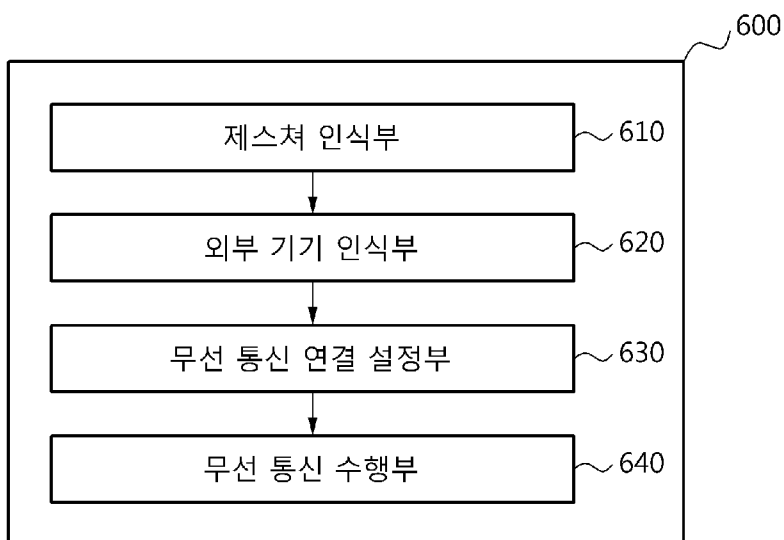 600
제스쳐 인식부 610
외부 기기 인식부 620
무선 통신 연결 설정부 630
무선 통신 수행부 640